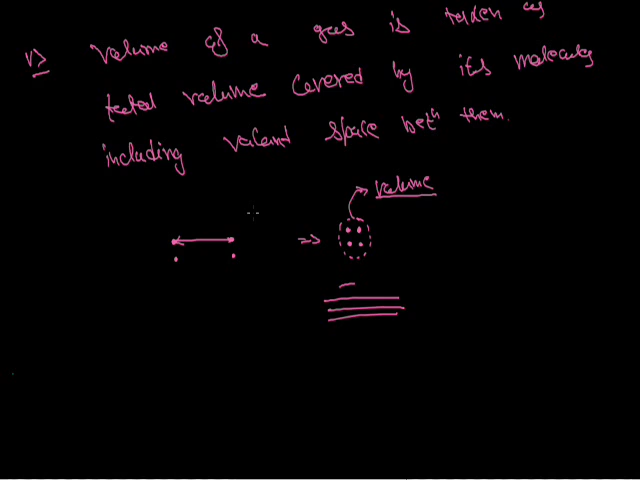 v> Volume of a gas is taken as
total volume covered by its molecules
including vacant space betⁿ them.
volume
=>